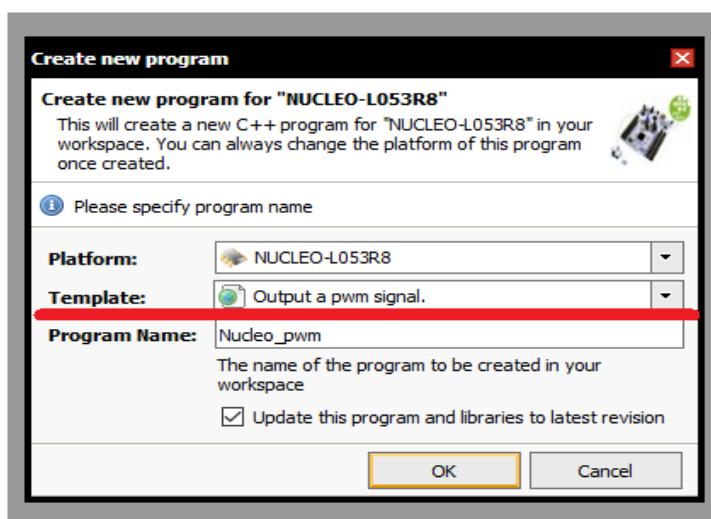 Create new program
Create new program for "NUCLEO-L053R8"
This will create a new C++ program for "NUCLEO-L053R8" in your
workspace. You can always change the platform of this program
once created.
Please specify program name
Platform: NUCLEO-L053R8
Template: Output a pwm signal.
Program Name: Nucleo_pwm
The name of the program to be created in your
workspace
Update this program and libraries to latest revision
OK Cancel